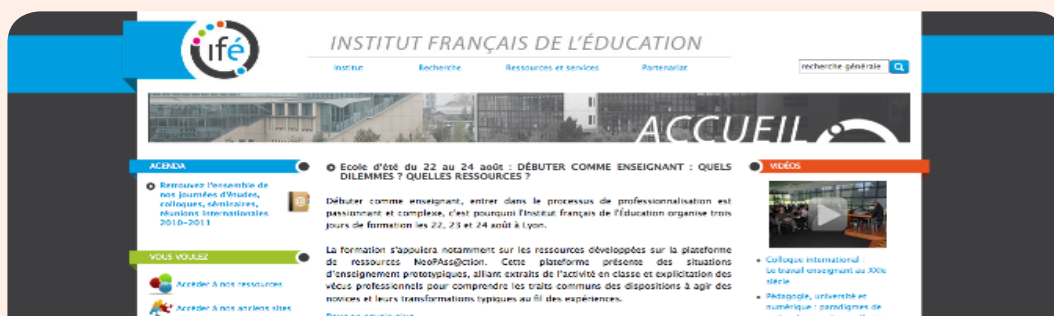 ifé
INSTITUT FRANÇAIS DE L'ÉDUCATION
Institut Recherche Ressources et services Partenariat
recherche générale
ACCUEIL
AGENDA
Retrouvez l'ensemble de
nos journées d'études,
colloques, séminaires,
réunions internationales
2010-2011
VOUS VOULEZ
Accéder à nos ressources
Accéder à nos anciens sites
Ecole d'été du 22 au 24 août : DÉBUTER COMME ENSEIGNANT : QUELS
DILEMMES ? QUELLES RESSOURCES ?
Débuter comme enseignant, entrer dans le processus de professionnalisation est
passionnant et complexe, c'est pourquoi l'Institut français de l'Éducation organise trois
jours de formation les 22, 23 et 24 août à Lyon.
La formation s'appuiera notamment sur les ressources développées sur la plateforme
de ressources NéoPAss@ction. Cette plateforme présente des situations
d'enseignement prototypiques, alliant extraits de l'activité en classe et explicitation des
vécus professionnels pour comprendre les traits communs des dispositions à agir des
novices et leurs transformations typiques au fil des expériences.
VIDÉOS
Colloque international :
Le travail enseignant au XXIe
siècle
Pédagogie, université et
numérique : paradigmes de